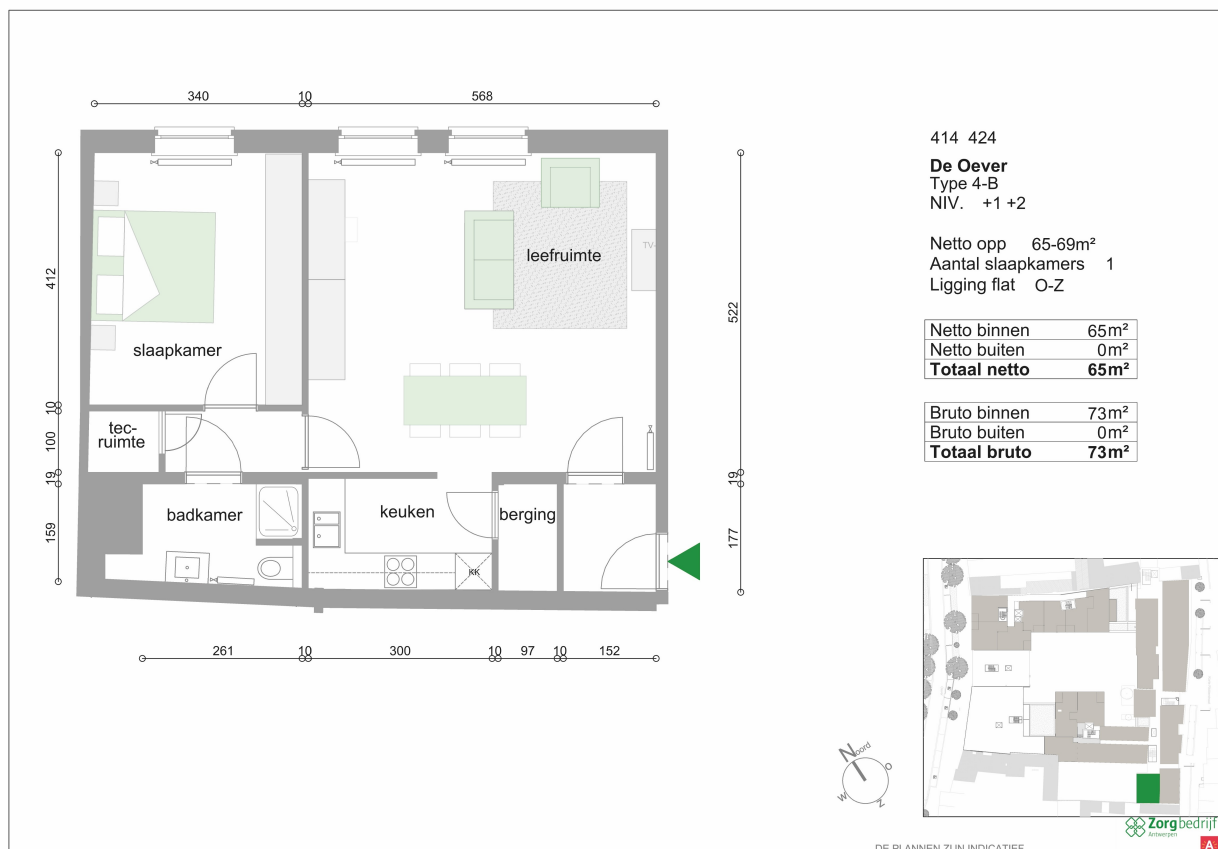 340 10 568
414 424
De Oever
Type 4-B
NIV. +1 +2
Netto opp 65-69m²
Aantal slaapkamers 1
Ligging flat O-Z
TV
leefruimte
412
522
slaapkamer
Netto binnen 65m²
Netto buiten 0m²
Totaal netto 65m²
10
tec-
ruimte
100
Bruto binnen 73m²
Bruto buiten 0m²
Totaal bruto 73m²
19
19
badkamer
keuken
berging
159
177
KK
261 10 300 10 97 10 152
Noord
O
W
Z
Zorgbedrijf
Antwerpen
A
DE PLANNEN ZIJN INDICATIEF